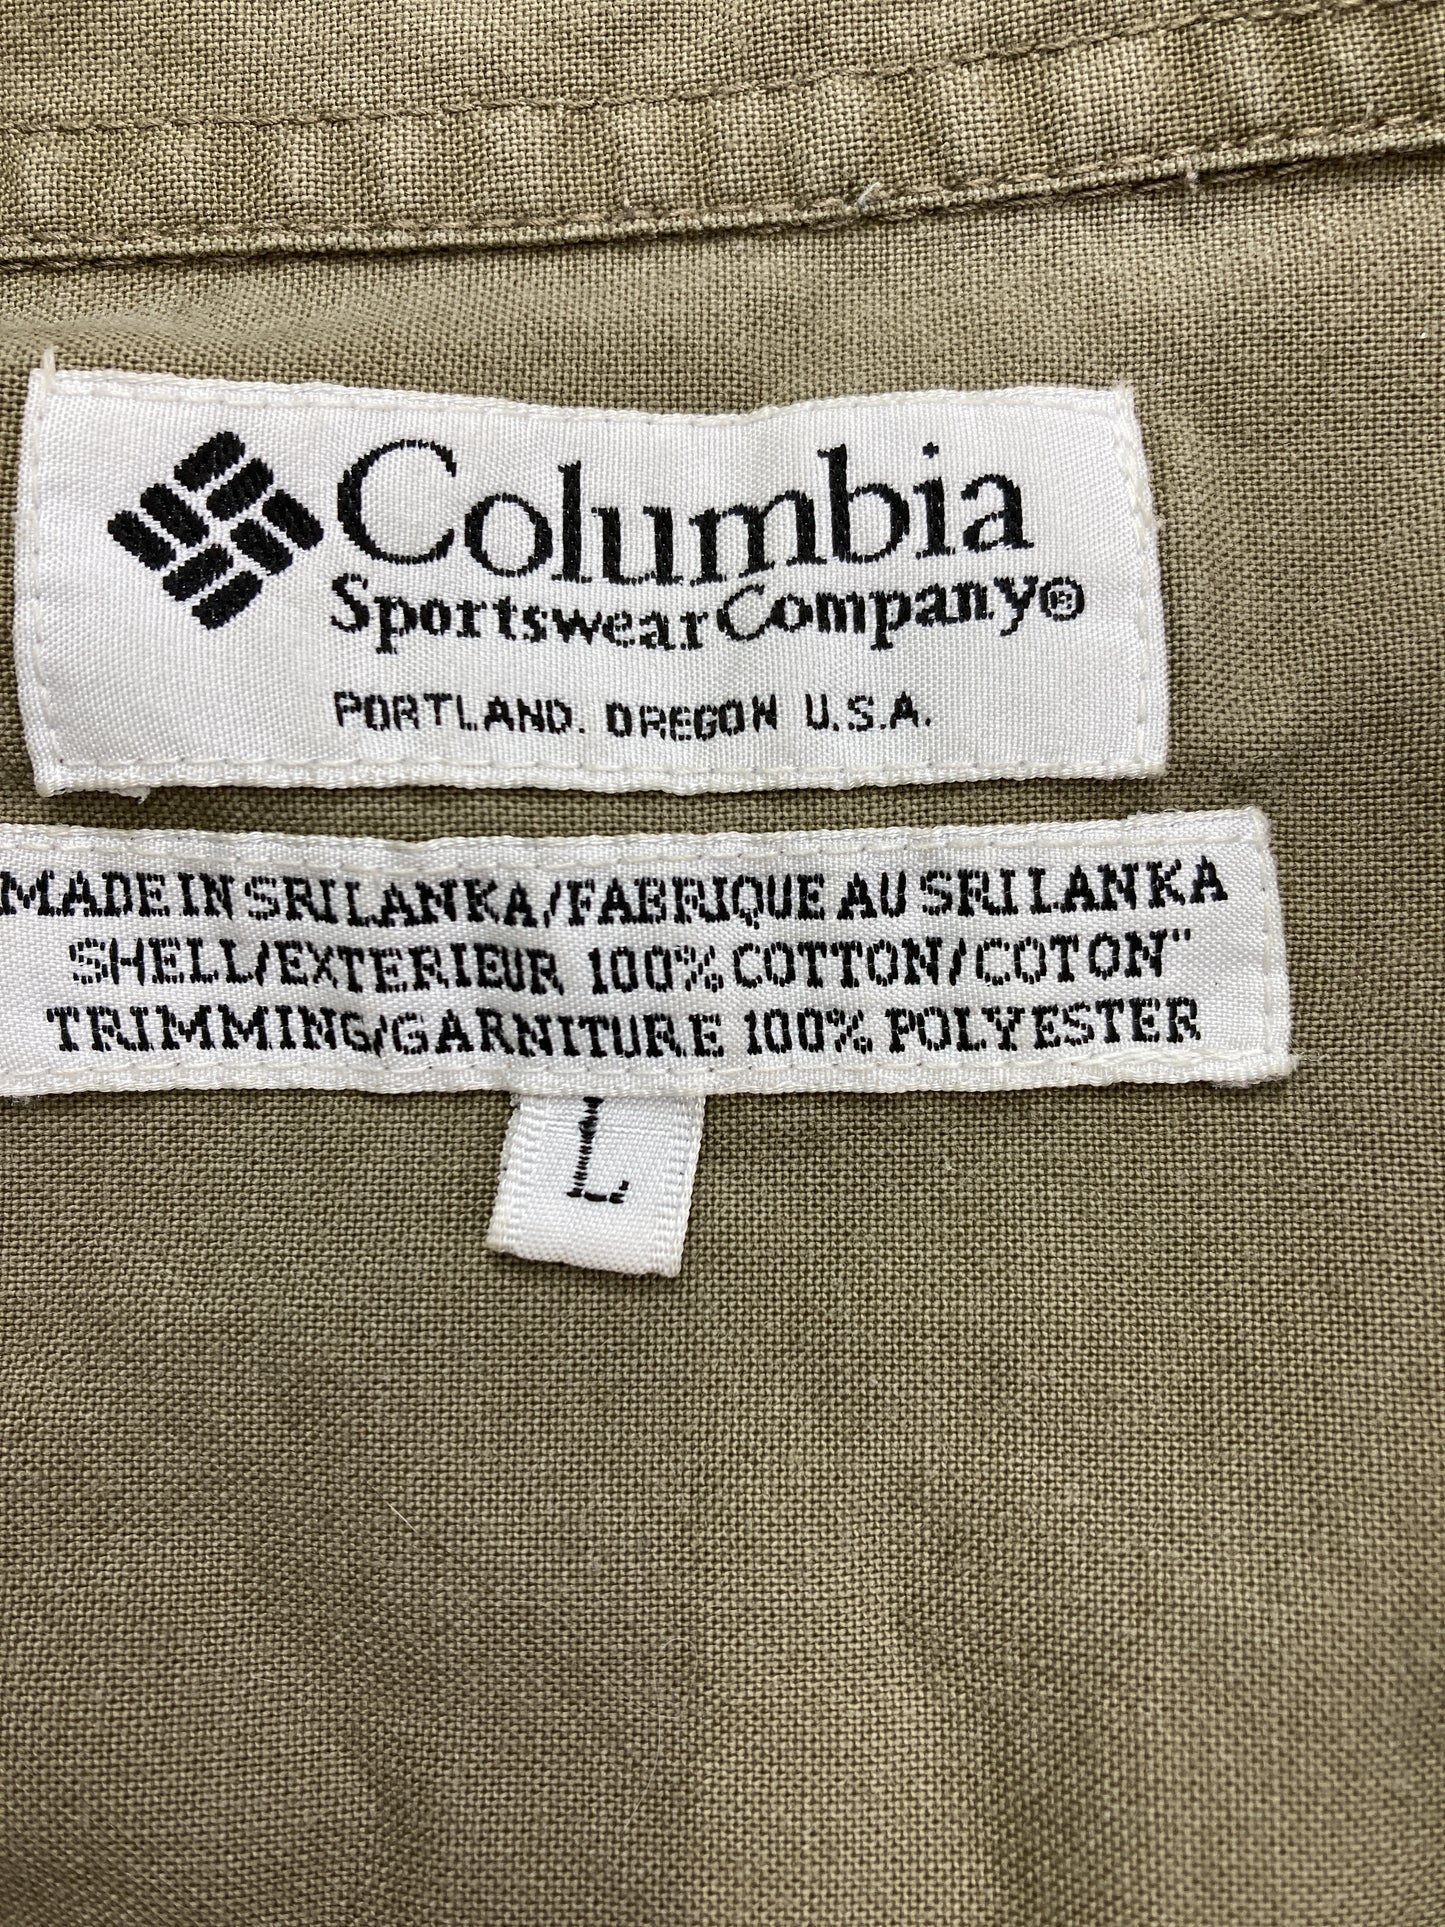 Columbia
Sportswear Company®
PORTLAND. OREGON U.S.A.
MADE IN SRI LANKA/FABRIQUE AU SRI LANKA
SHELL/EXTERIEUR 100% COTTON/COTON"
TRIMMING/GARNITURE 100% POLYESTER
L